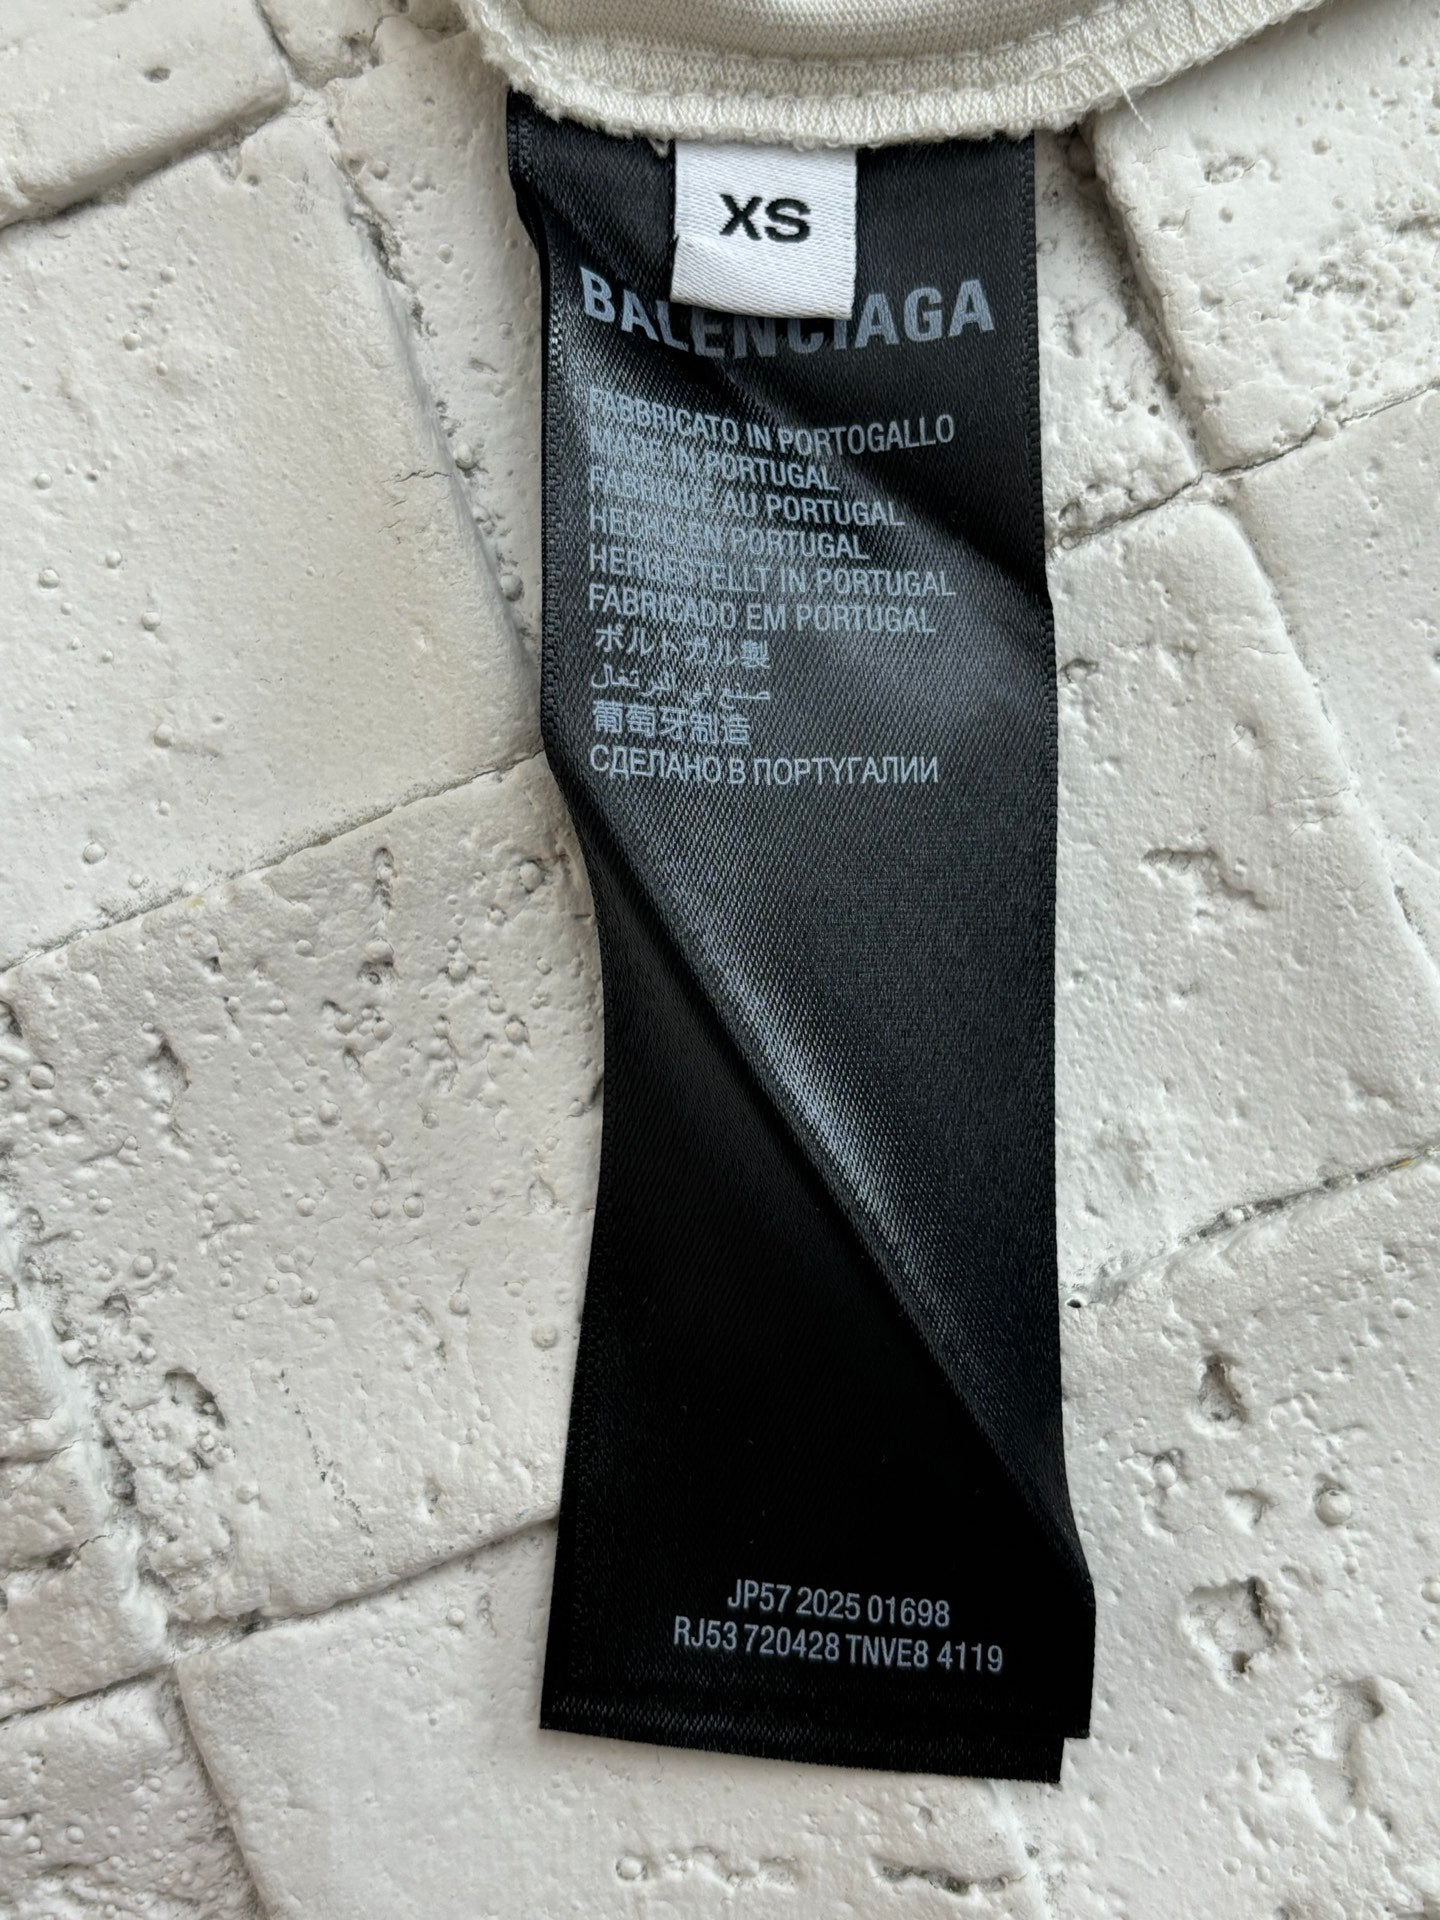 XS
BALENCIAGA
FABBRICATO IN PORTOGALLO
MADE IN PORTUGAL
FABRIQUÉ AU PORTUGAL
HECHO EN PORTUGAL
HERGESTELLT IN PORTUGAL
FABRICADO EM PORTUGAL
ポルトガル製
صنع في البرتغال
葡萄牙制造
СДЕЛАНО В ПОРТУГАЛИИ
JP57 2025 01698
RJ53 720428 TNVE8 4119